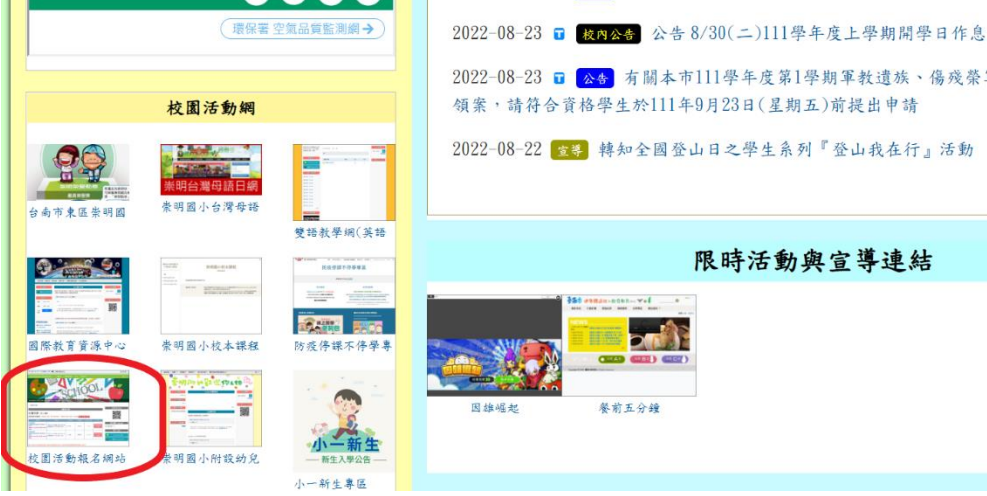 環保署 空氣品質監測網➔
校園活動網
崇明台灣母語日網
台南市東區崇明國
崇明國小台灣母語
雙語教學網(英語
國際教育資源中心
崇明國小校本課程
防疫停課不停學專
SCHOOL
小一新生
新生入學公告
校園活動報名網站
崇明國小附設幼兒
小一新生專區
2022-08-23 校內公告 公告 8/30(二)111學年度上學期開學日作息
2022-08-23 公告 有關本市111學年度第1學期軍教遺族、傷殘榮
領案,請符合資格學生於111年9月23日(星期五)前提出申請
2022-08-22 宣導 轉知全國登山日之學生系列『登山我在行』活動
限時活動與宣導連結
因雄崛起
餐前五分鐘